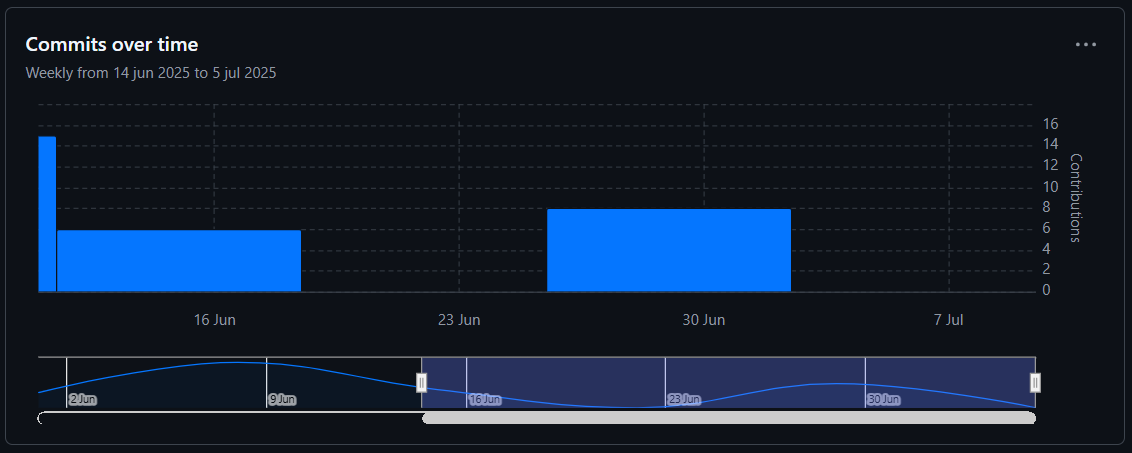 Commits over time
Weekly from 14 jun 2025 to 5 jul 2025
16
14
12
10
8
6
4
2
0
Contributions
16 Jun 23 Jun 30 Jun 7 Jul
2 Jun 9 Jun 16 Jun 23 Jun 30 Jun